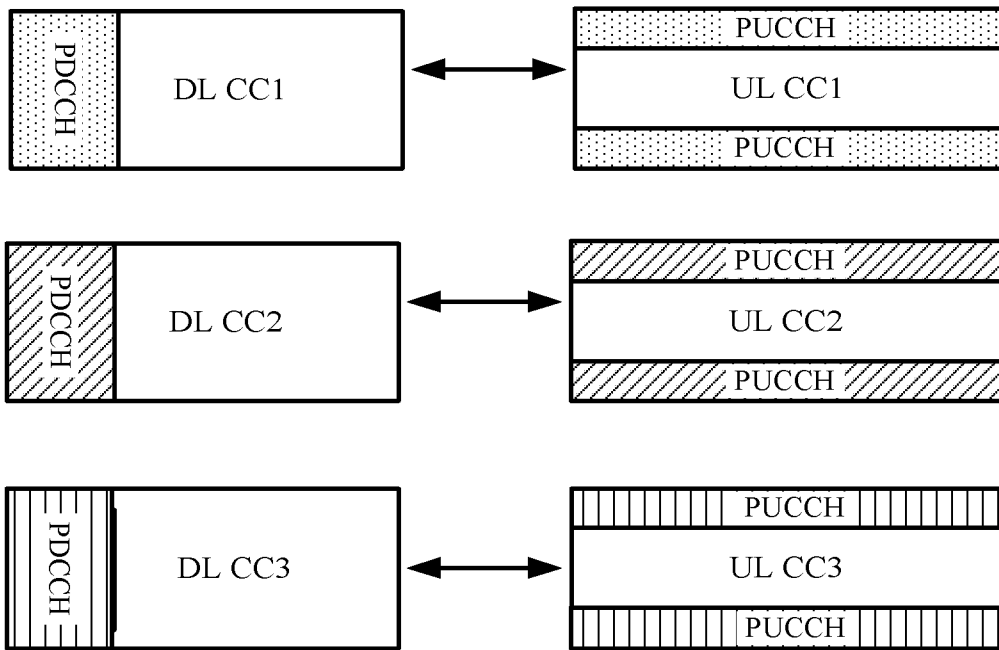 PDCCH
DL CC1
PUCCH
UL CC1
PUCCH
PDCCH
DL CC2
PUCCH
UL CC2
PUCCH
PDCCH
DL CC3
PUCCH
UL CC3
PUCCH